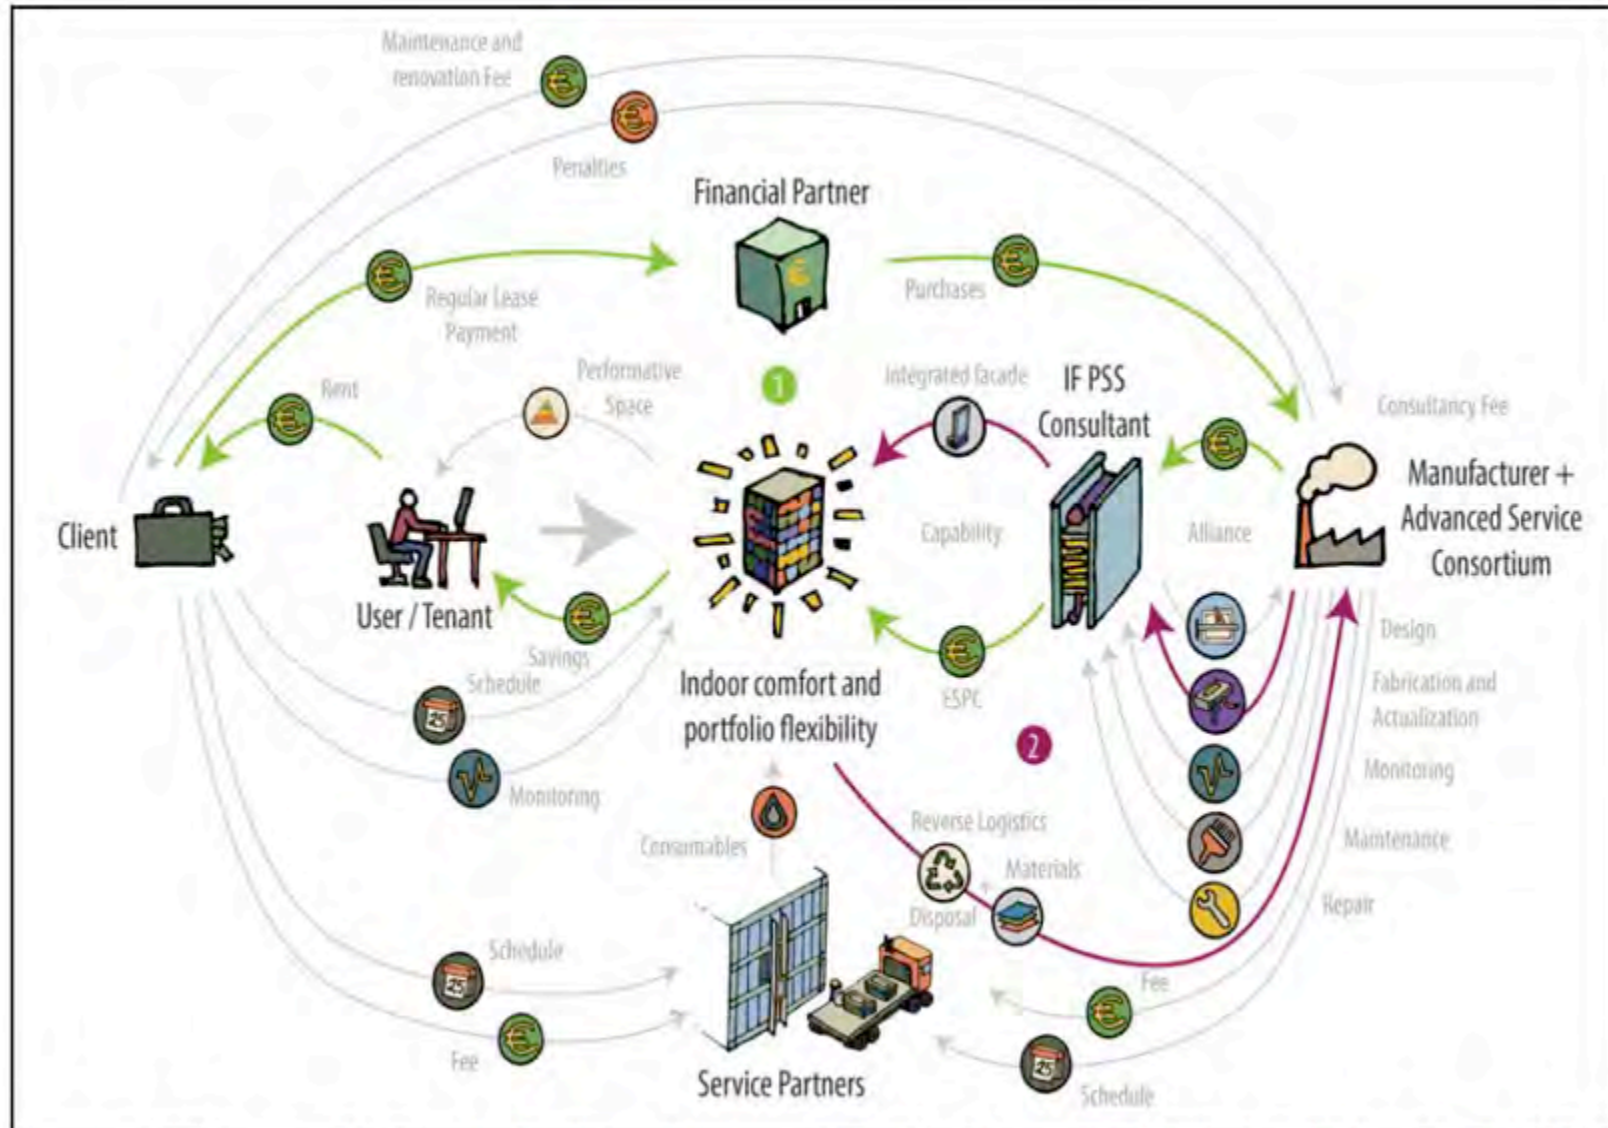 Maintenance and
renovation Fee
Penalties
Financial Partner
Regular Lease
Payment
Purchases
Rent
Performative
Space
1
Integrated facade
IF PSS
Consultant
Consultancy Fee
Client
User / Tenant
Capability
Alliance
Manufacturer +
Advanced Service
Consortium
Savings
Schedule
25
Monitoring
Indoor comfort and
portfolio flexibility
ESPC
2
Design
Fabrication and
Actualization
Monitoring
Maintenance
Repair
Consumables
Reverse Logistics
+
Materials
Disposal
Schedule
25
Fee
Service Partners
Fee
25
Schedule